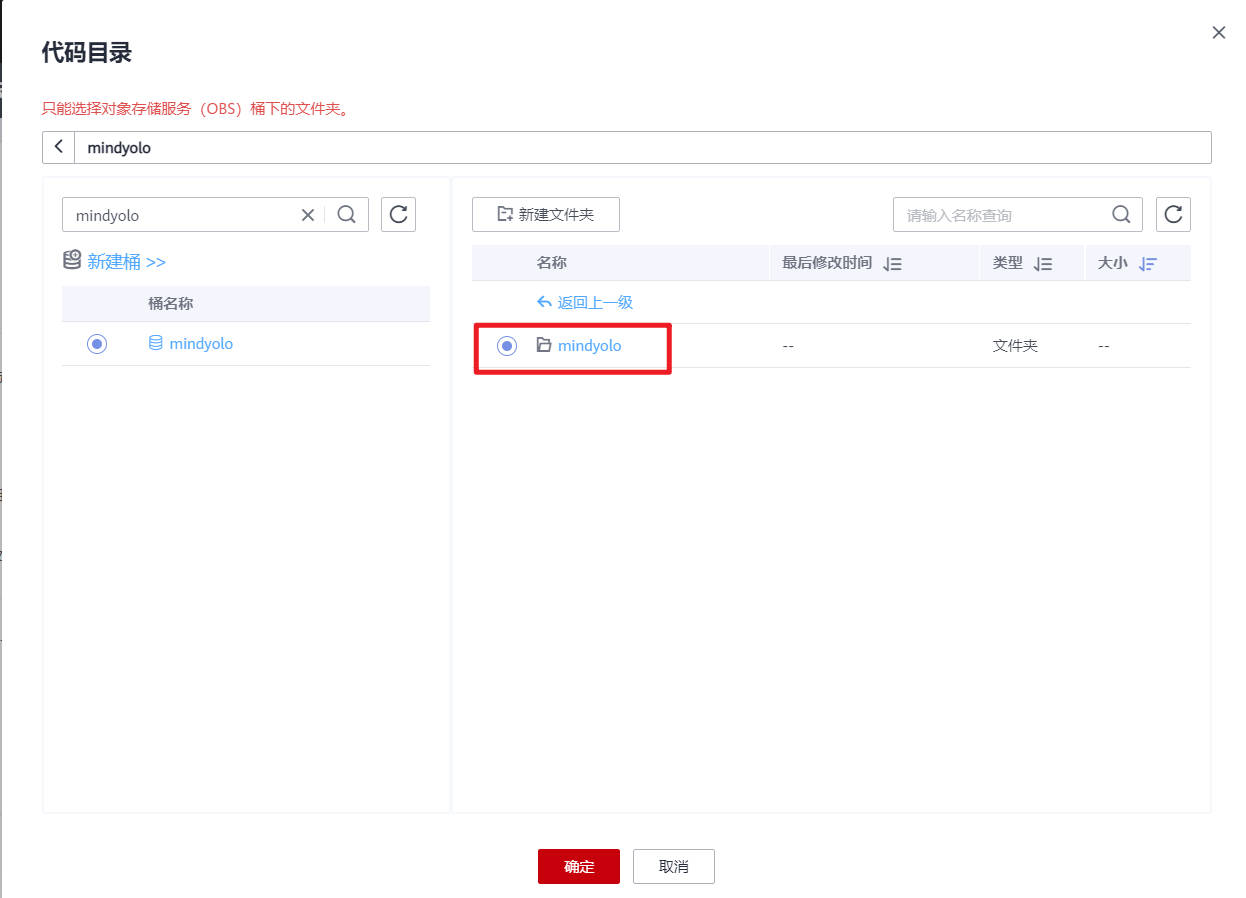 代码目录
只能选择对象存储服务（OBS）桶下的文件夹。
mindyolo
mindyolo
新建桶 >>
桶名称
mindyolo
新建文件夹
请输入名称查询
名称 最后修改时间 类型 大小
返回上一级
mindyolo -- 文件夹 --
确定 取消